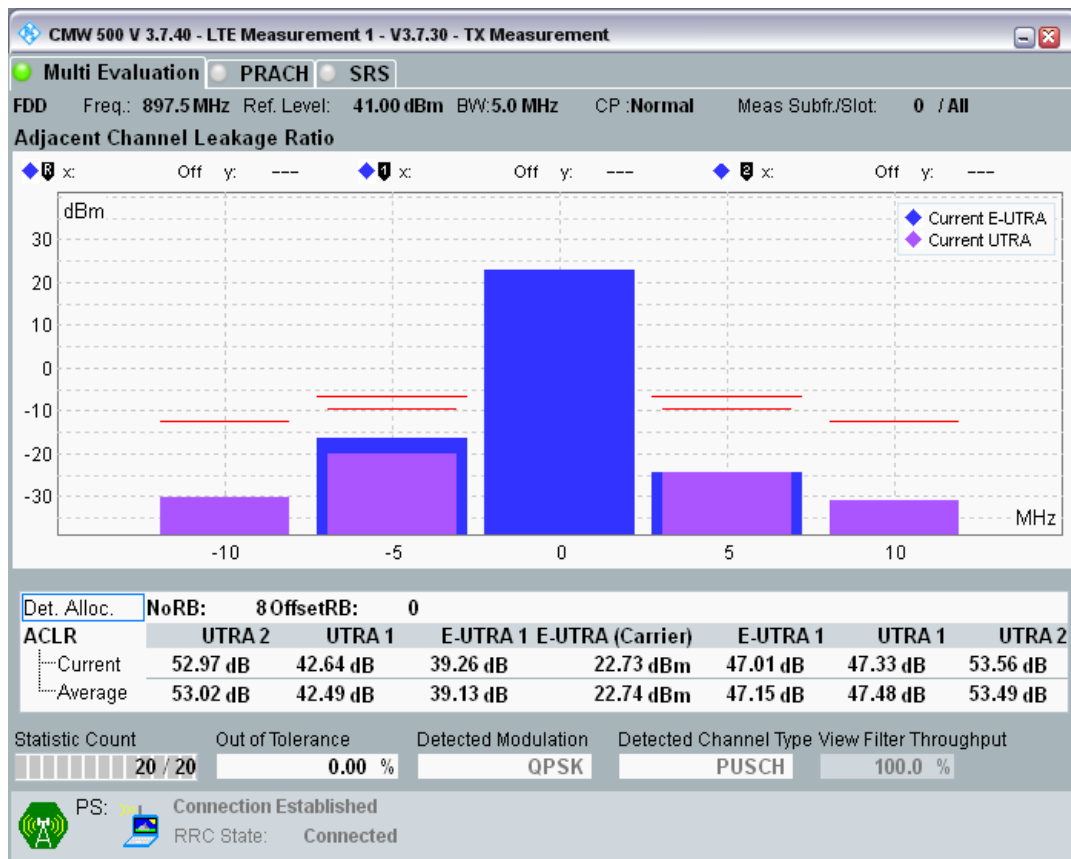 CMW 500 V 3.7.40 - LTE Measurement 1 - V3.7.30 - TX Measurement
Multi Evaluation PRACH SRS
FDD Freq.: 897.5 MHz Ref. Level: 41.00 dBm BW:5.0 MHz CP :Normal Meas Subfr./Slot: 0 / All
Adjacent Channel Leakage Ratio
R x: Off y: --- 1 x: Off y: --- 2 x: Off y: ---
dBm
Current E-UTRA
Current UTRA
30
20
10
0
-10
-20
-30
MHz
-10 -5 0 5 10
Det. Alloc. NoRB: 8 OffsetRB: 0
ACLR UTRA 2 UTRA 1 E-UTRA 1 E-UTRA (Carrier) E-UTRA 1 UTRA 1 UTRA 2
Current 52.97 dB 42.64 dB 39.26 dB 22.73 dBm 47.01 dB 47.33 dB 53.56 dB
Average 53.02 dB 42.49 dB 39.13 dB 22.74 dBm 47.15 dB 47.48 dB 53.49 dB
Statistic Count Out of Tolerance Detected Modulation Detected Channel Type View Filter Throughput
20 / 20 0.00 % QPSK PUSCH 100.0 %
PS: Connection Established
RRC State: Connected